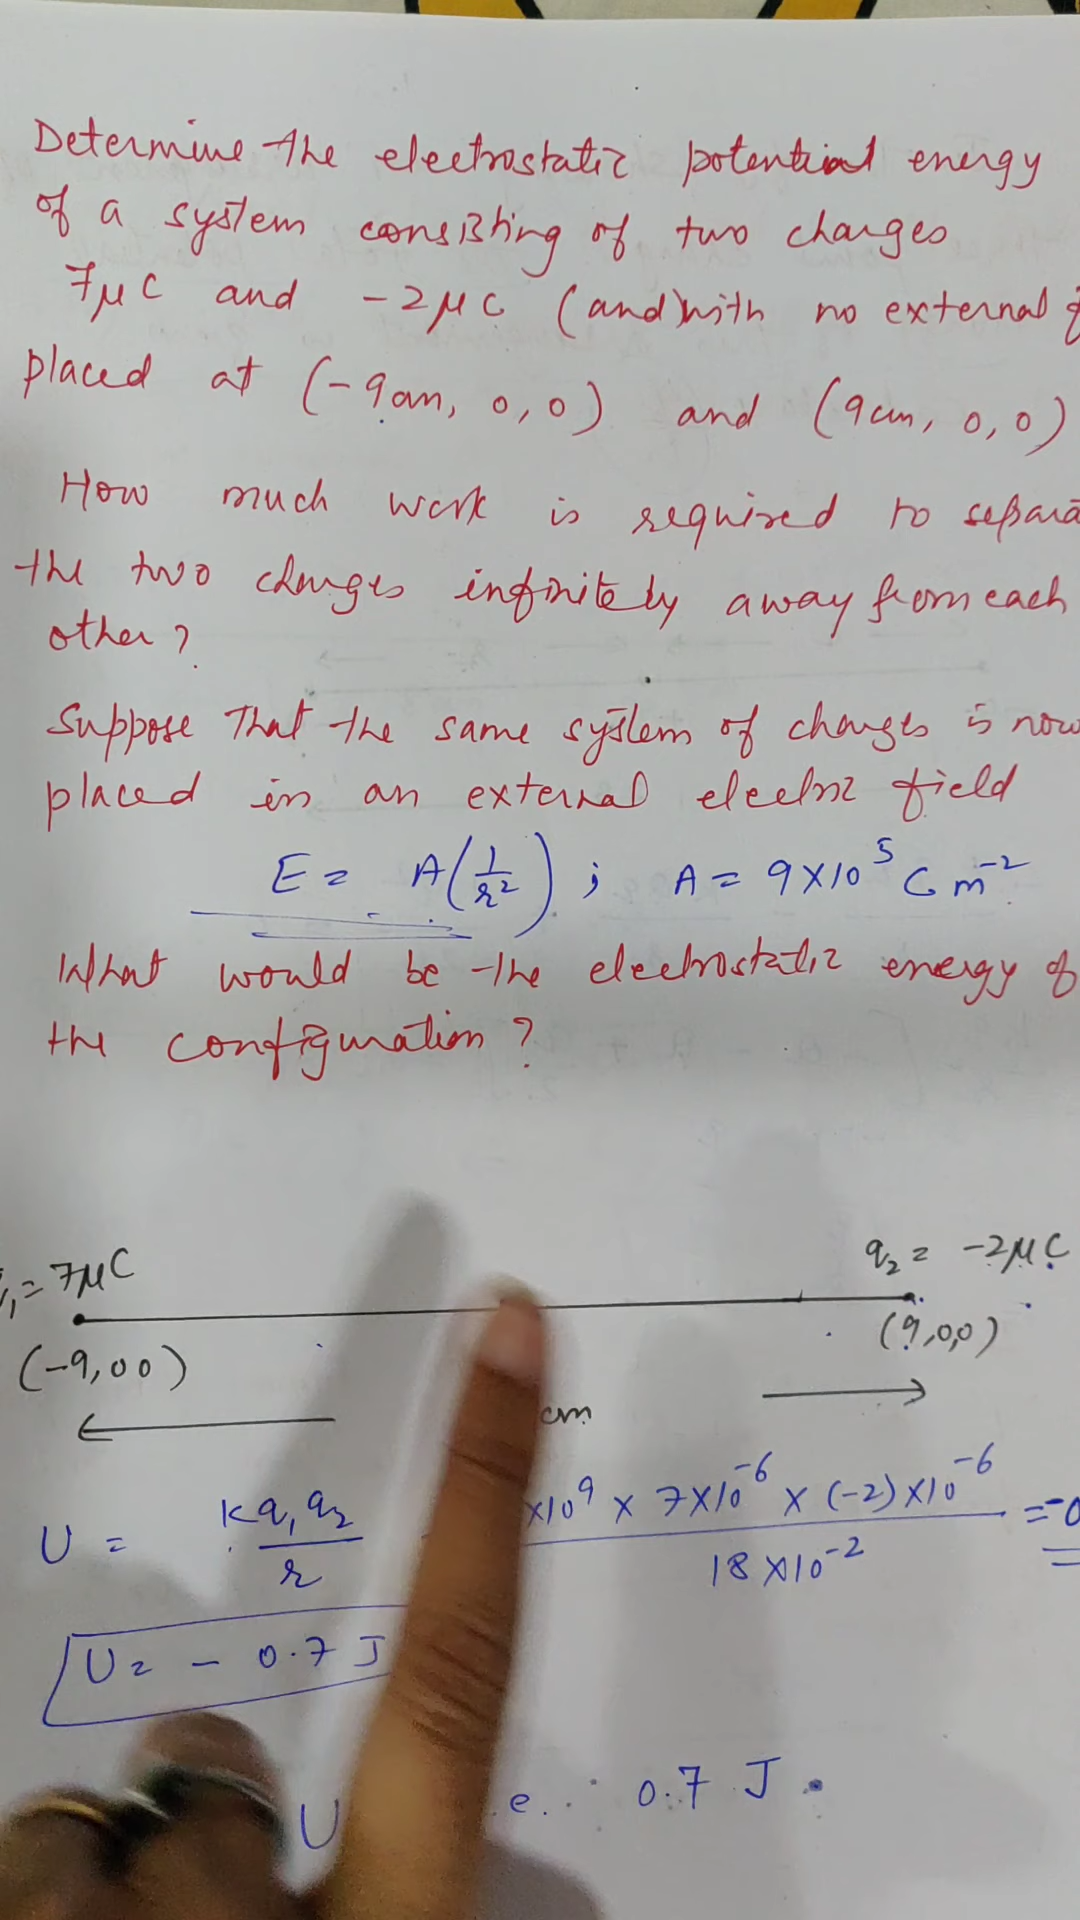 Determine the electrostatic potential energy
of a system consisting of two charges
7μC and -2μC (and) with no external
placed at (-9cm, 0,0) and (9cm, 0,0)
How much work is required to separa
the two charges infinitely away from each
other?
Suppose that the same system of charges is now
placed in an external electric field
E = A(1/r²) ; A = 9×10⁵ C m⁻²
What would be the electrostatic energy of
the configuration?
q₂ = -2μC
₁ = 7μC
(-9,00) (9,0,0)
cm
U = Kq₁q₂/r ×10⁹ × 7×10⁻⁶ × (-2)×10⁻⁶ / 18×10⁻² = -0
U = - 0.7 J
U e. 0.7 J.